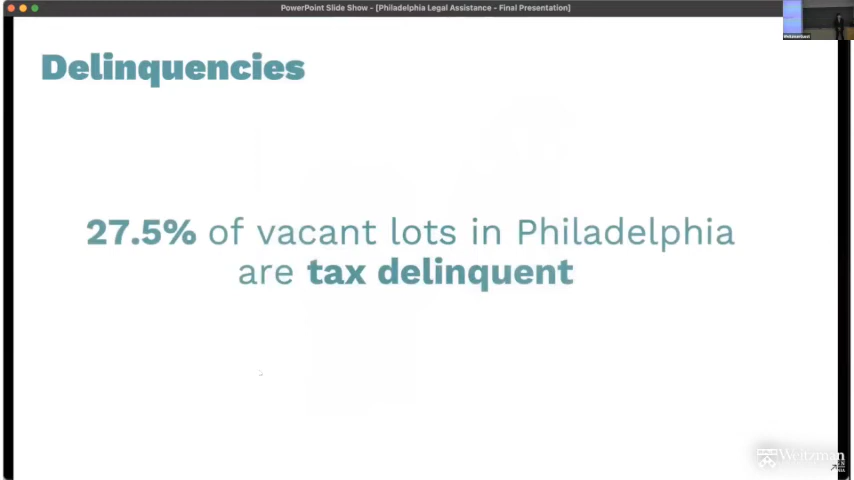 PowerPoint Slide Show - [Philadelphia Legal Assistance - Final Presentation]
Delinquencies
27.5% of vacant lots in Philadelphia
are tax delinquent
Weitzman